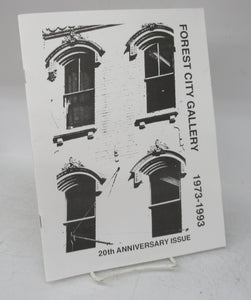 FOREST CITY GALLERY 1973-1993
20th ANNIVERSARY ISSUE